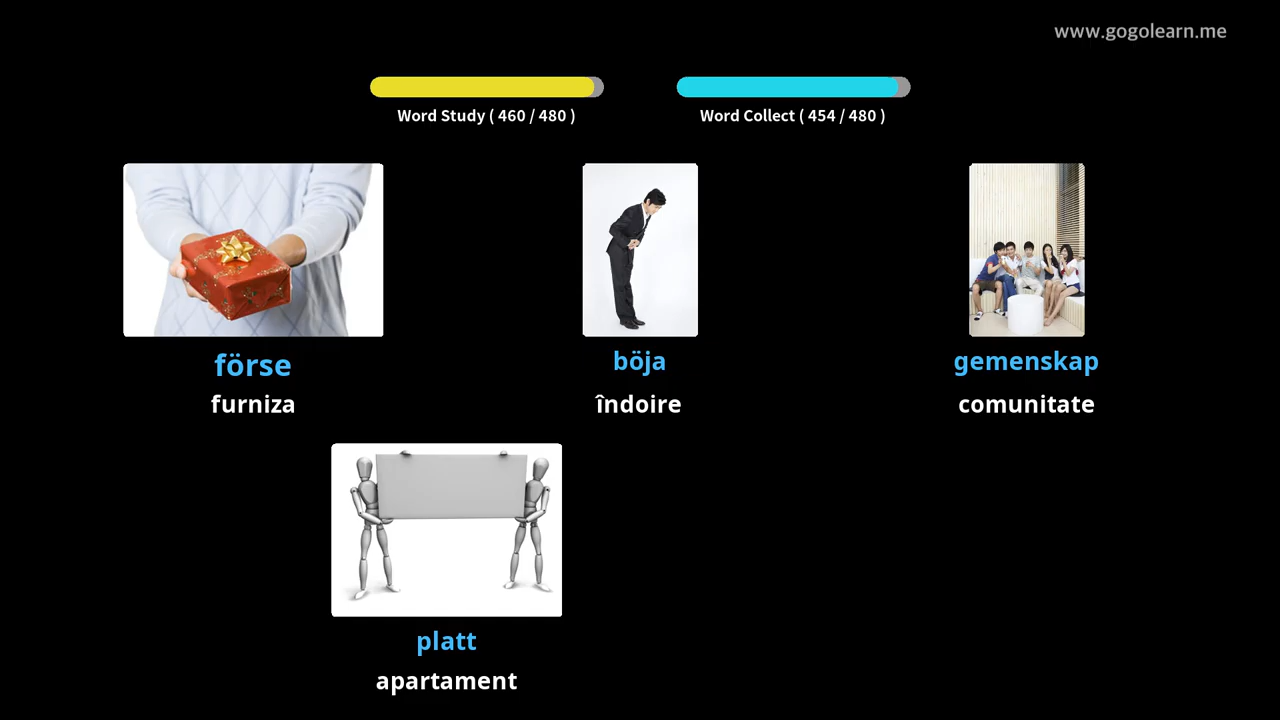 www.gogolearn.me
Word Study ( 460 / 480 )
Word Collect ( 454 / 480 )
förse
böja
gemenskap
furniza
îndoire
comunitate
platt
apartament